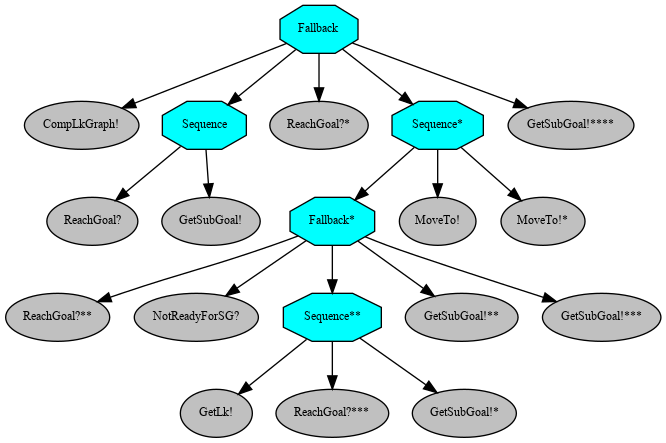 Fallback
CompLkGraph!
Sequence
ReachGoal?*
Sequence*
GetSubGoal!****
ReachGoal?
GetSubGoal!
Fallback*
MoveTo!
MoveTo!*
ReachGoal?**
NotReadyForSG?
Sequence**
GetSubGoal!**
GetSubGoal!***
GetLk!
ReachGoal?***
GetSubGoal!*